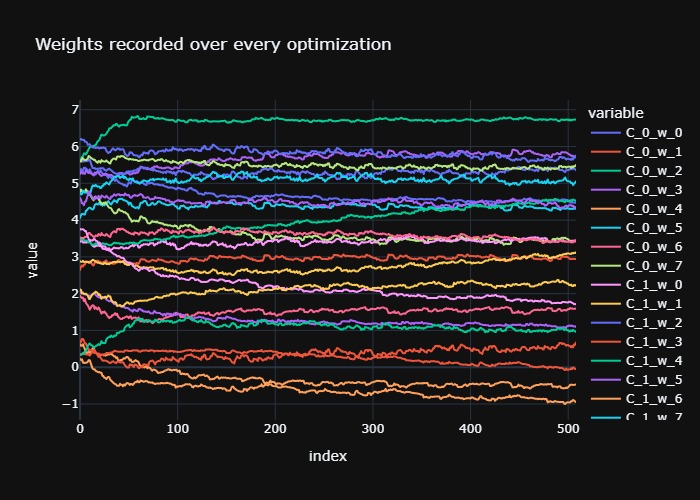 Weights recorded over every optimization
variable
C_0_w_0
C_0_w_1
C_0_w_2
C_0_w_3
C_0_w_4
C_0_w_5
C_0_w_6
C_0_w_7
C_1_w_0
C_1_w_1
C_1_w_2
C_1_w_3
C_1_w_4
C_1_w_5
C_1_w_6
C_1_w_7
value
7
6
5
4
3
2
1
0
−1
0
100
200
300
400
500
index